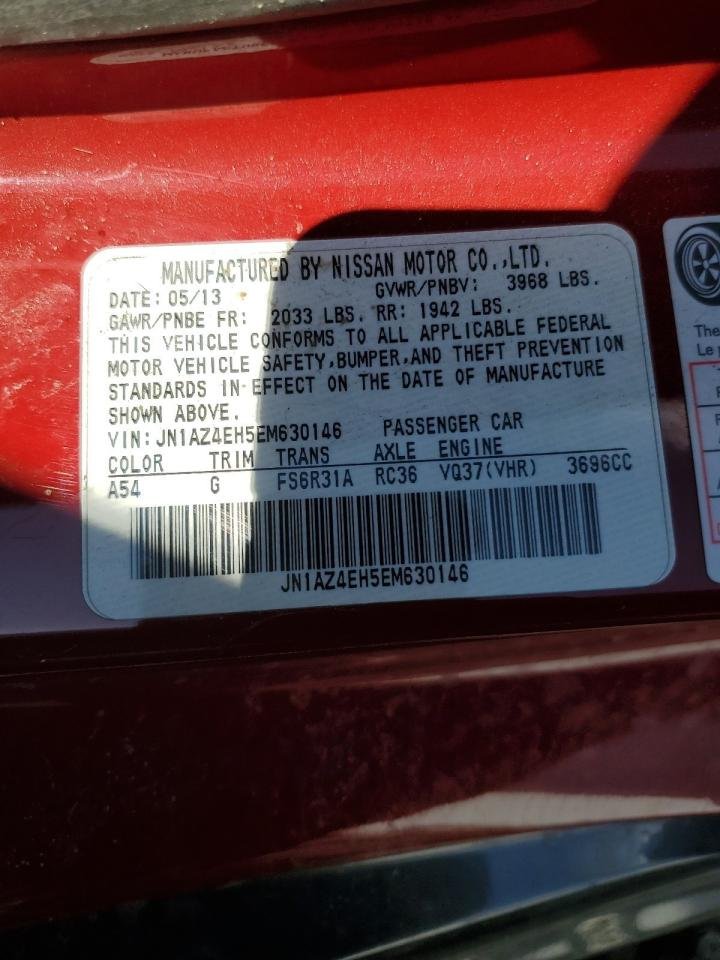 MANUFACTURED BY NISSAN MOTOR CO.,LTD.
DATE: 05/13 GVWR/PNBV: 3968 LBS.
GAWR/PNBE FR: 2033 LBS. RR: 1942 LBS.
THIS VEHICLE CONFORMS TO ALL APPLICABLE FEDERAL
MOTOR VEHICLE SAFETY,BUMPER,AND THEFT PREVENTION
STANDARDS IN EFFECT ON THE DATE OF MANUFACTURE
SHOWN ABOVE.
VIN:JN1AZ4EH5EM630146 PASSENGER CAR
COLOR TRIM TRANS AXLE ENGINE
A54 G FS6R31A RC36 VQ37(VHR) 3696CC
JN1AZ4EH5EM630146
The
Le